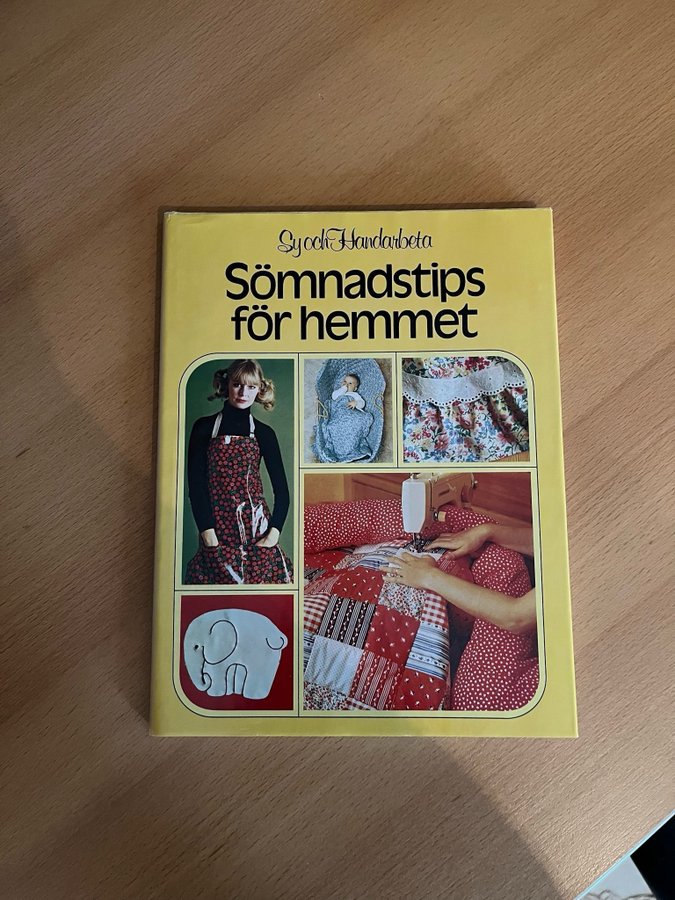 Sy och Handarbeta
Sömnadstips
för hemmet